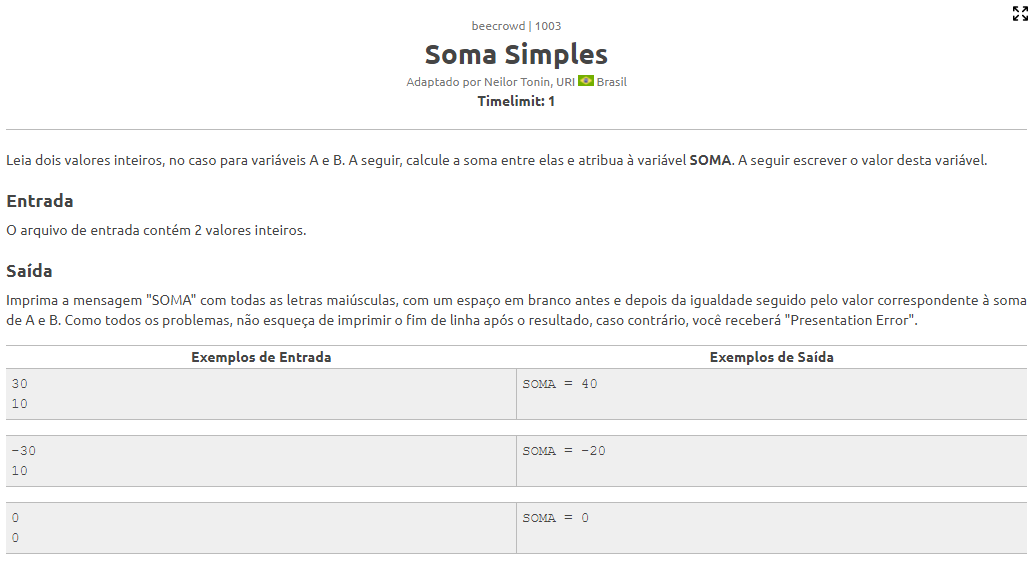 beecrowd | 1003
Soma Simples
Adaptado por Neilor Tonin, URI Brasil
Timelimit: 1
Leia dois valores inteiros, no caso para variáveis A e B. A seguir, calcule a soma entre elas e atribua à variável SOMA. A seguir escrever o valor desta variável.
Entrada
O arquivo de entrada contém 2 valores inteiros.
Saída
Imprima a mensagem "SOMA" com todas as letras maiúsculas, com um espaço em branco antes e depois da igualdade seguido pelo valor correspondente à soma
de A e B. Como todos os problemas, não esqueça de imprimir o fim de linha após o resultado, caso contrário, você receberá "Presentation Error".
Exemplos de Entrada Exemplos de Saída
30 SOMA = 40
10
-30 SOMA = -20
10
0 SOMA = 0
0